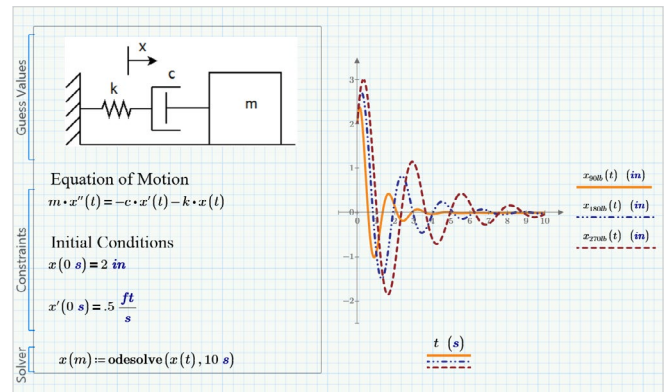 Guess Values
x
k
c
m
Equation of Motion
m·x''(t)=−c·x'(t)−k·x(t)
Constraints
Initial Conditions
x(0 s)=2 in
x'(0 s)=.5 ft/s
Solver
x(m):=odesolve(x(t),10 s)
3
2
1
0
−1
−2
0
1
2
3
4
5
6
7
8
9
10
x90lb(t) (in)
x180lb(t) (in)
x270lb(t) (in)
t (s)